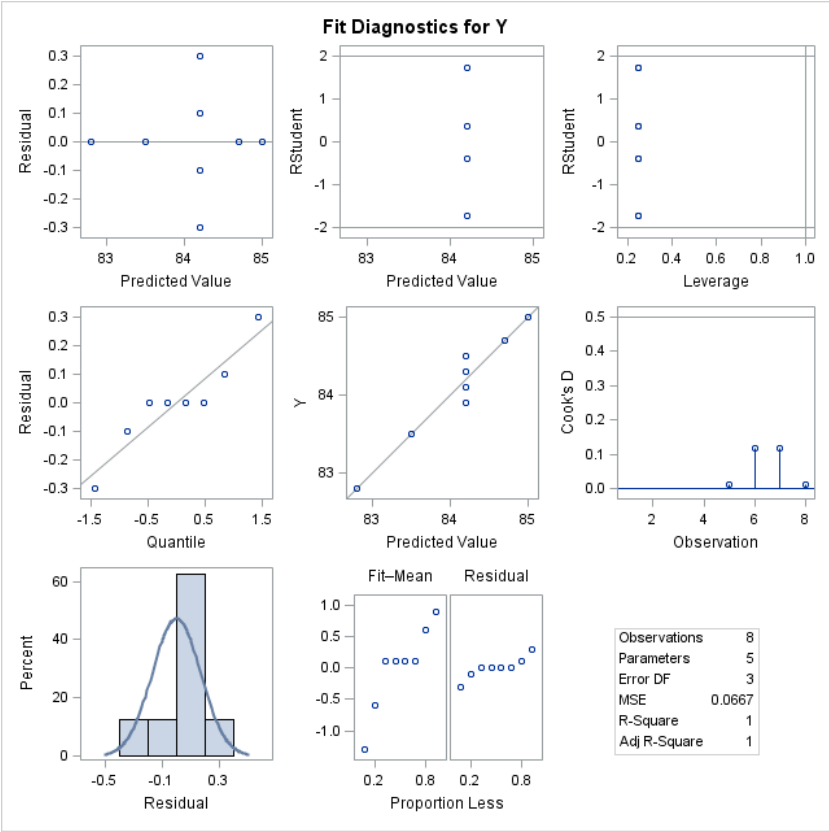 Fit Diagnostics for Y
Residual
0.3
0.2
0.1
0.0
-0.1
-0.2
-0.3
83 84 85
Predicted Value
RStudent
2
1
0
-1
-2
83 84 85
Predicted Value
RStudent
2
1
0
-1
-2
0.2 0.4 0.6 0.8 1.0
Leverage
Residual
0.3
0.2
0.1
0.0
-0.1
-0.2
-0.3
-1.5 -0.5 0.5 1.5
Quantile
Y
85
84
83
83 84 85
Predicted Value
Cook's D
0.5
0.4
0.3
0.2
0.1
0.0
2 4 6 8
Observation
Percent
60
40
20
0
-0.5 -0.1 0.3
Residual
Fit–Mean Residual
1.0
0.5
0.0
-0.5
-1.0
0.2 0.8 0.2 0.8
Proportion Less
Observations 8
Parameters 5
Error DF 3
MSE 0.0667
R-Square 1
Adj R-Square 1